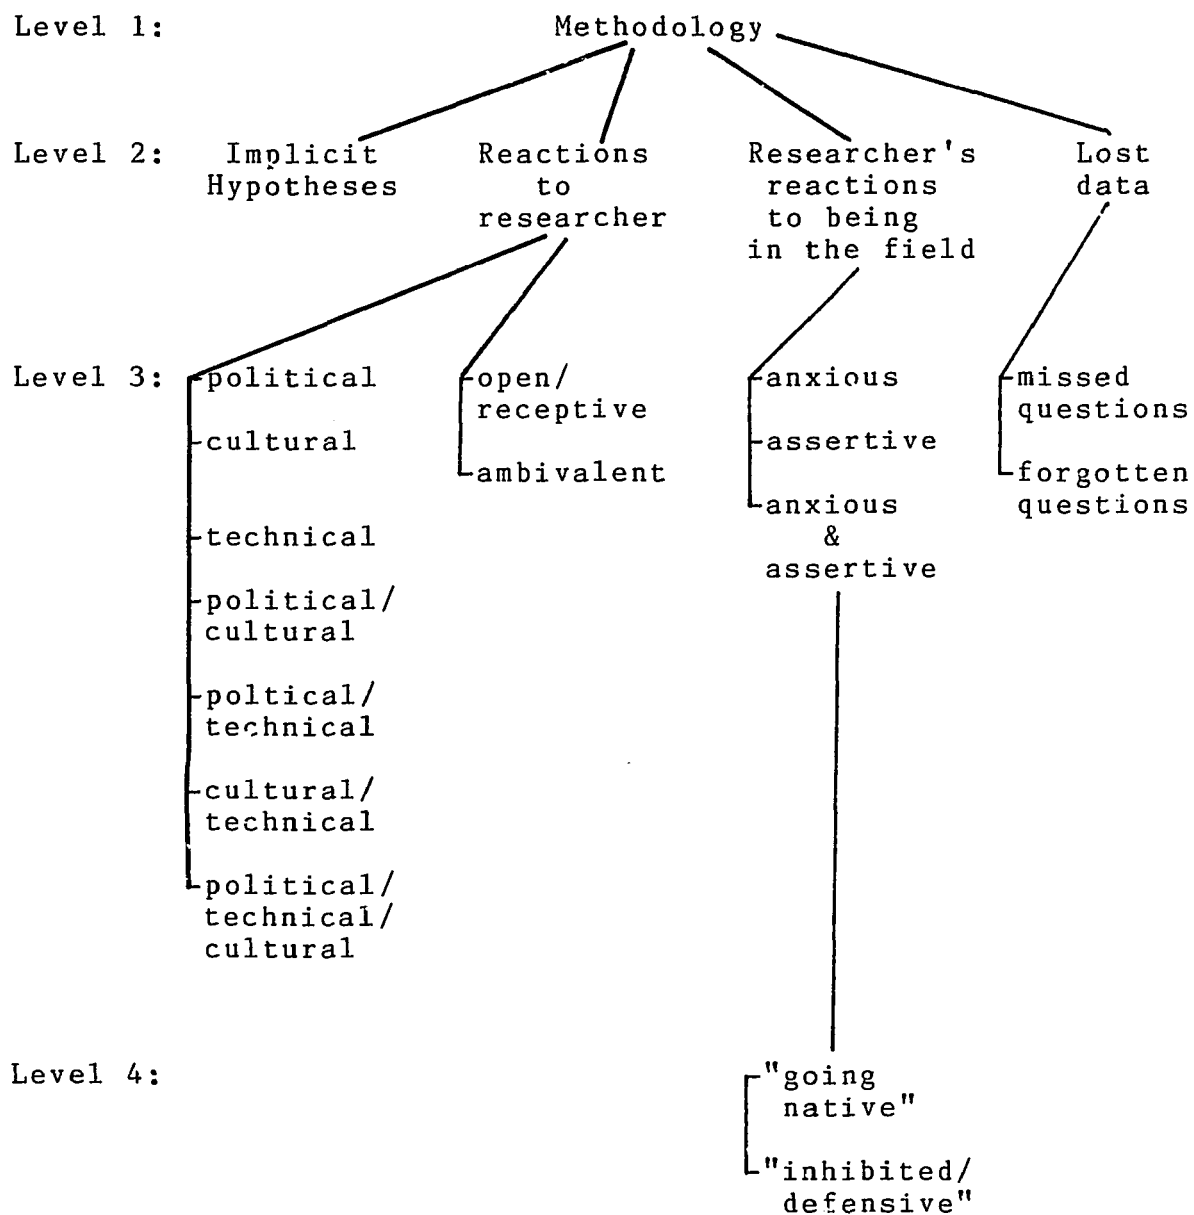 Level 1: Methodology
Level 2: Implicit Reactions Researcher's Lost
Hypotheses to reactions data
researcher to being
in the field
Level 3: political open/ anxious missed
receptive questions
cultural assertive
ambivalent forgotten
anxious questions
technical &
assertive
political/
cultural
poltical/
technical
cultural/
technical
political/
technical/
cultural
Level 4: "going
native"
"inhibited/
defensive"